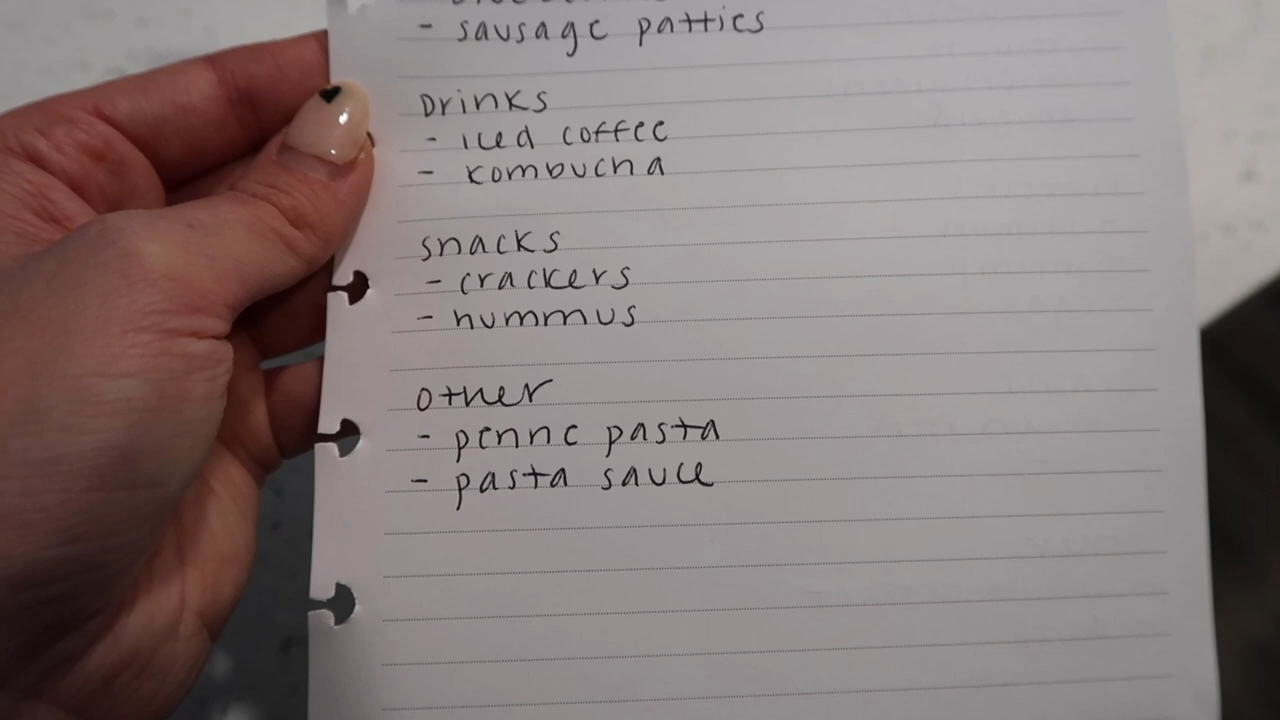 - sausage patties
Drinks
- iced coffee
- kombucha
snacks
- crackers
- hummus
other
- penne pasta
- pasta sauce